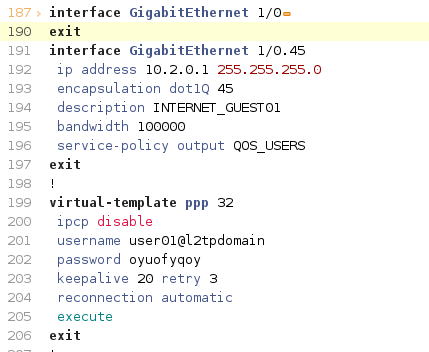 187 interface GigabitEthernet 1/0
190 exit
191 interface GigabitEthernet 1/0.45
192 ip address 10.2.0.1 255.255.255.0
193 encapsulation dot1Q 45
194 description INTERNET_GUEST01
195 bandwidth 100000
196 service-policy output QOS_USERS
197 exit
198 !
199 virtual-template ppp 32
200 ipcp disable
201 username user01@l2tpdomain
202 password oyuofyqoy
203 keepalive 20 retry 3
204 reconnection automatic
205 execute
206 exit